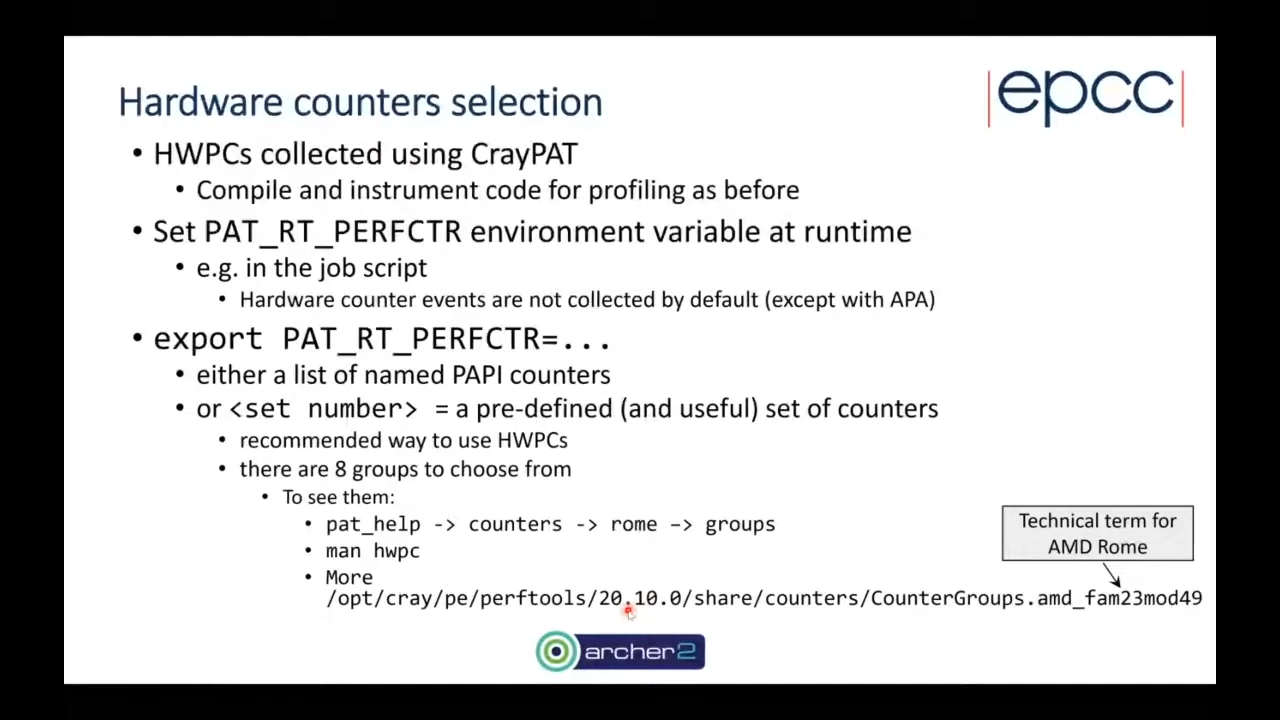 Hardware counters selection
epcc
• HWPCs collected using CrayPAT
• Compile and instrument code for profiling as before
• Set PAT_RT_PERFCTR environment variable at runtime
• e.g. in the job script
• Hardware counter events are not collected by default (except with APA)
• export PAT_RT_PERFCTR=...
• either a list of named PAPI counters
• or <set number> = a pre-defined (and useful) set of counters
• recommended way to use HWPCs
• there are 8 groups to choose from
• To see them:
• pat_help -> counters -> rome –> groups
• man hwpc
• More
/opt/cray/pe/perftools/20.10.0/share/counters/CounterGroups.amd_fam23mod49
Technical term for
AMD Rome
archer2